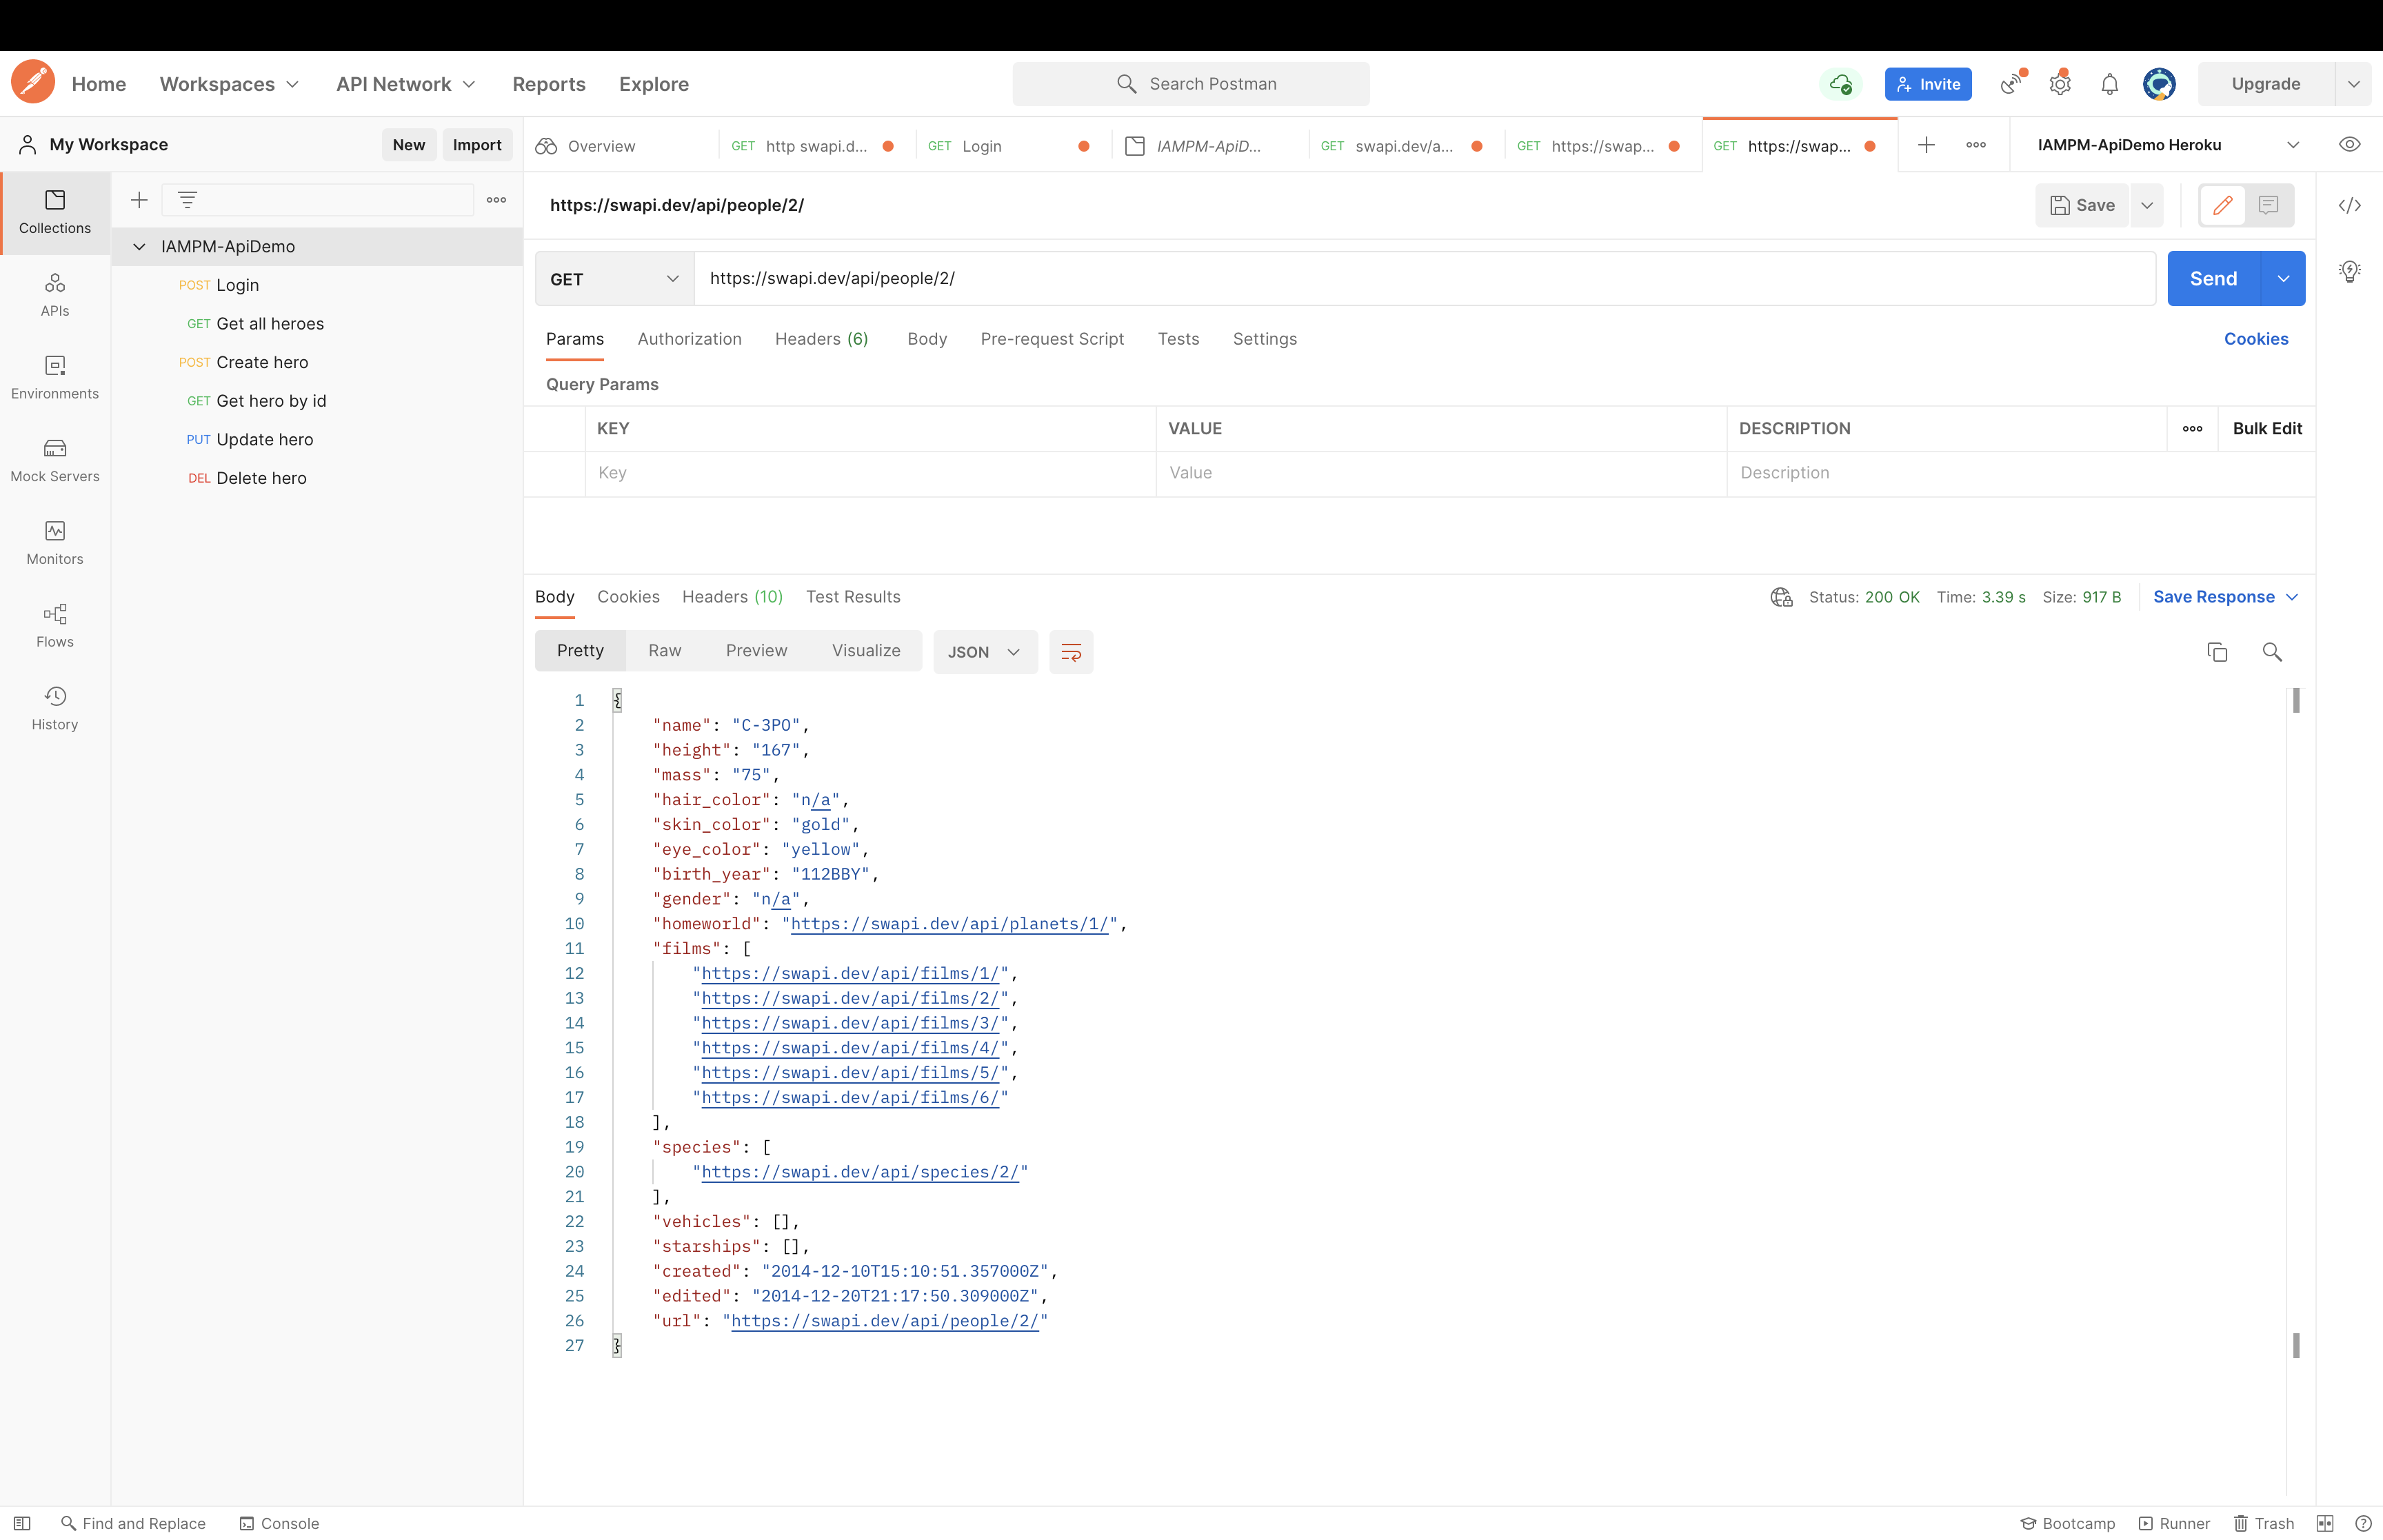 Home Workspaces API Network Reports Explore Search Postman Invite Upgrade
My Workspace New Import
Overview GET http swapi.d... GET Login IAMPM-ApiD... GET swapi.dev/a... GET https://swap... GET https://swap... IAMPM-ApiDemo Heroku
Collections
APIs
Environments
Mock Servers
Monitors
Flows
History
IAMPM-ApiDemo
POST Login
GET Get all heroes
POST Create hero
GET Get hero by id
PUT Update hero
DEL Delete hero
https://swapi.dev/api/people/2/ Save
GET https://swapi.dev/api/people/2/ Send
Params Authorization Headers (6) Body Pre-request Script Tests Settings Cookies
Query Params
KEY VALUE DESCRIPTION Bulk Edit
Key Value Description
Body Cookies Headers (10) Test Results Status: 200 OK Time: 3.39 s Size: 917 B Save Response
Pretty Raw Preview Visualize JSON
1 {
2 "name": "C-3PO",
3 "height": "167",
4 "mass": "75",
5 "hair_color": "n/a",
6 "skin_color": "gold",
7 "eye_color": "yellow",
8 "birth_year": "112BBY",
9 "gender": "n/a",
10 "homeworld": "https://swapi.dev/api/planets/1/",
11 "films": [
12 "https://swapi.dev/api/films/1/",
13 "https://swapi.dev/api/films/2/",
14 "https://swapi.dev/api/films/3/",
15 "https://swapi.dev/api/films/4/",
16 "https://swapi.dev/api/films/5/",
17 "https://swapi.dev/api/films/6/"
18 ],
19 "species": [
20 "https://swapi.dev/api/species/2/"
21 ],
22 "vehicles": [],
23 "starships": [],
24 "created": "2014-12-10T15:10:51.357000Z",
25 "edited": "2014-12-20T21:17:50.309000Z",
26 "url": "https://swapi.dev/api/people/2/"
27 }
Find and Replace Console Bootcamp Runner Trash